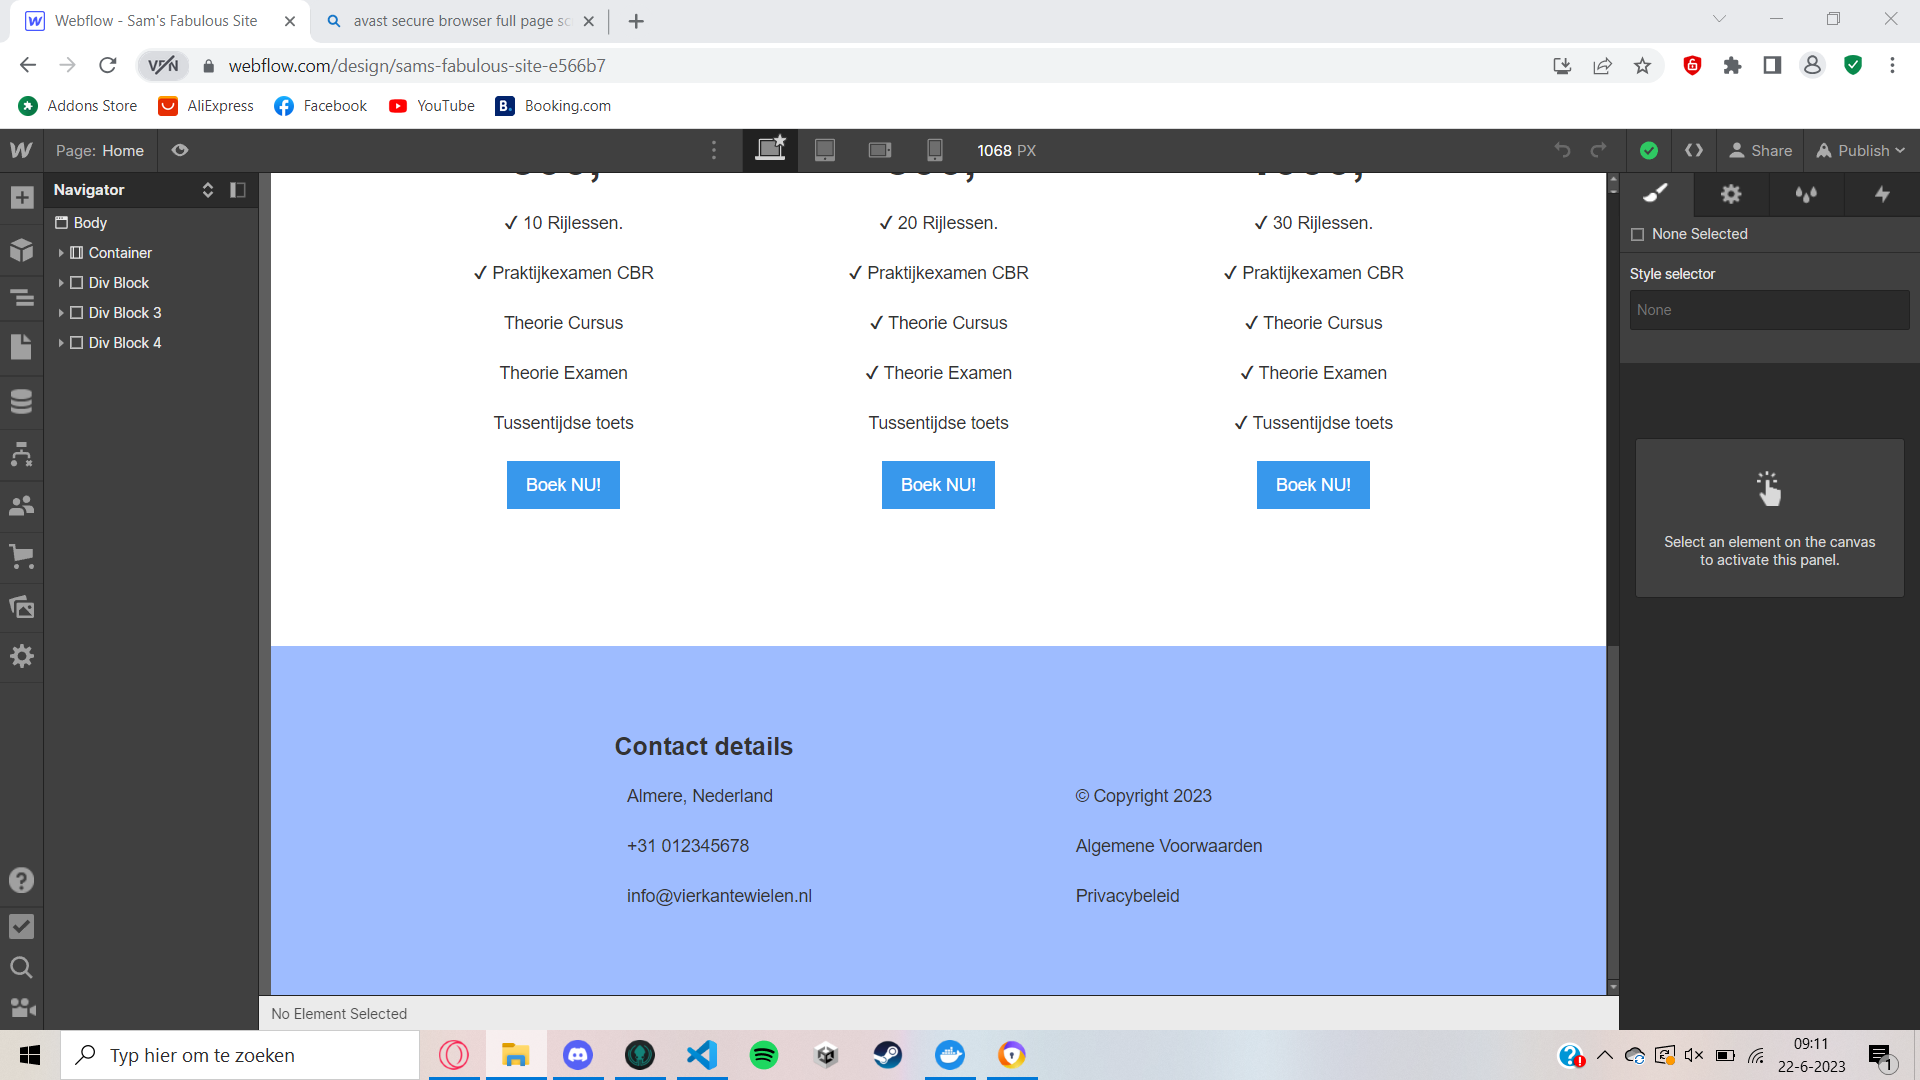 Webflow - Sam's Fabulous Site
avast secure browser full page sc
VPN
webflow.com/design/sams-fabulous-site-e566b7
Addons Store
AliExpress
Facebook
YouTube
B. Booking.com
Page: Home
1068 PX
Share
Publish
Navigator
Body
Container
Div Block
Div Block 3
Div Block 4
✓ 10 Rijlessen.
✓ Praktijkexamen CBR
Theorie Cursus
Theorie Examen
Tussentijdse toets
Boek NU!
✓ 20 Rijlessen.
✓ Praktijkexamen CBR
✓ Theorie Cursus
✓ Theorie Examen
Tussentijdse toets
Boek NU!
✓ 30 Rijlessen.
✓ Praktijkexamen CBR
✓ Theorie Cursus
✓ Theorie Examen
✓ Tussentijdse toets
Boek NU!
Contact details
Almere, Nederland
+31 012345678
info@vierkantewielen.nl
© Copyright 2023
Algemene Voorwaarden
Privacybeleid
None Selected
Style selector
None
Select an element on the canvas
to activate this panel.
No Element Selected
Typ hier om te zoeken
09:11
22-6-2023
1